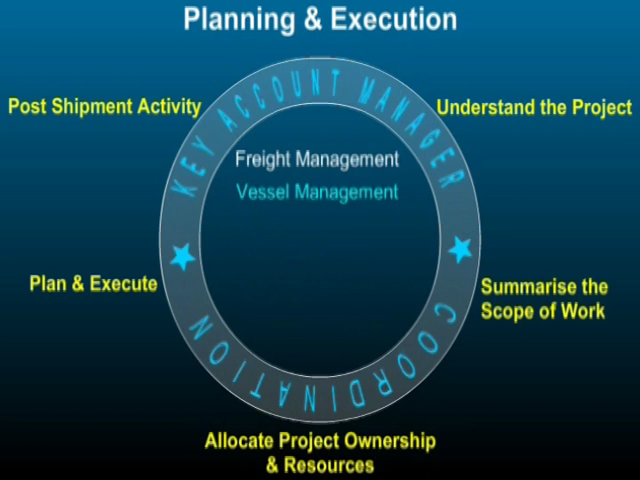 Planning & Execution
Post Shipment Activity
Understand the Project
KEY ACCOUNT MANAGER
Freight Management
Vessel Management
Plan & Execute
Summarise the
Scope of Work
COORDINATION
Allocate Project Ownership
& Resources